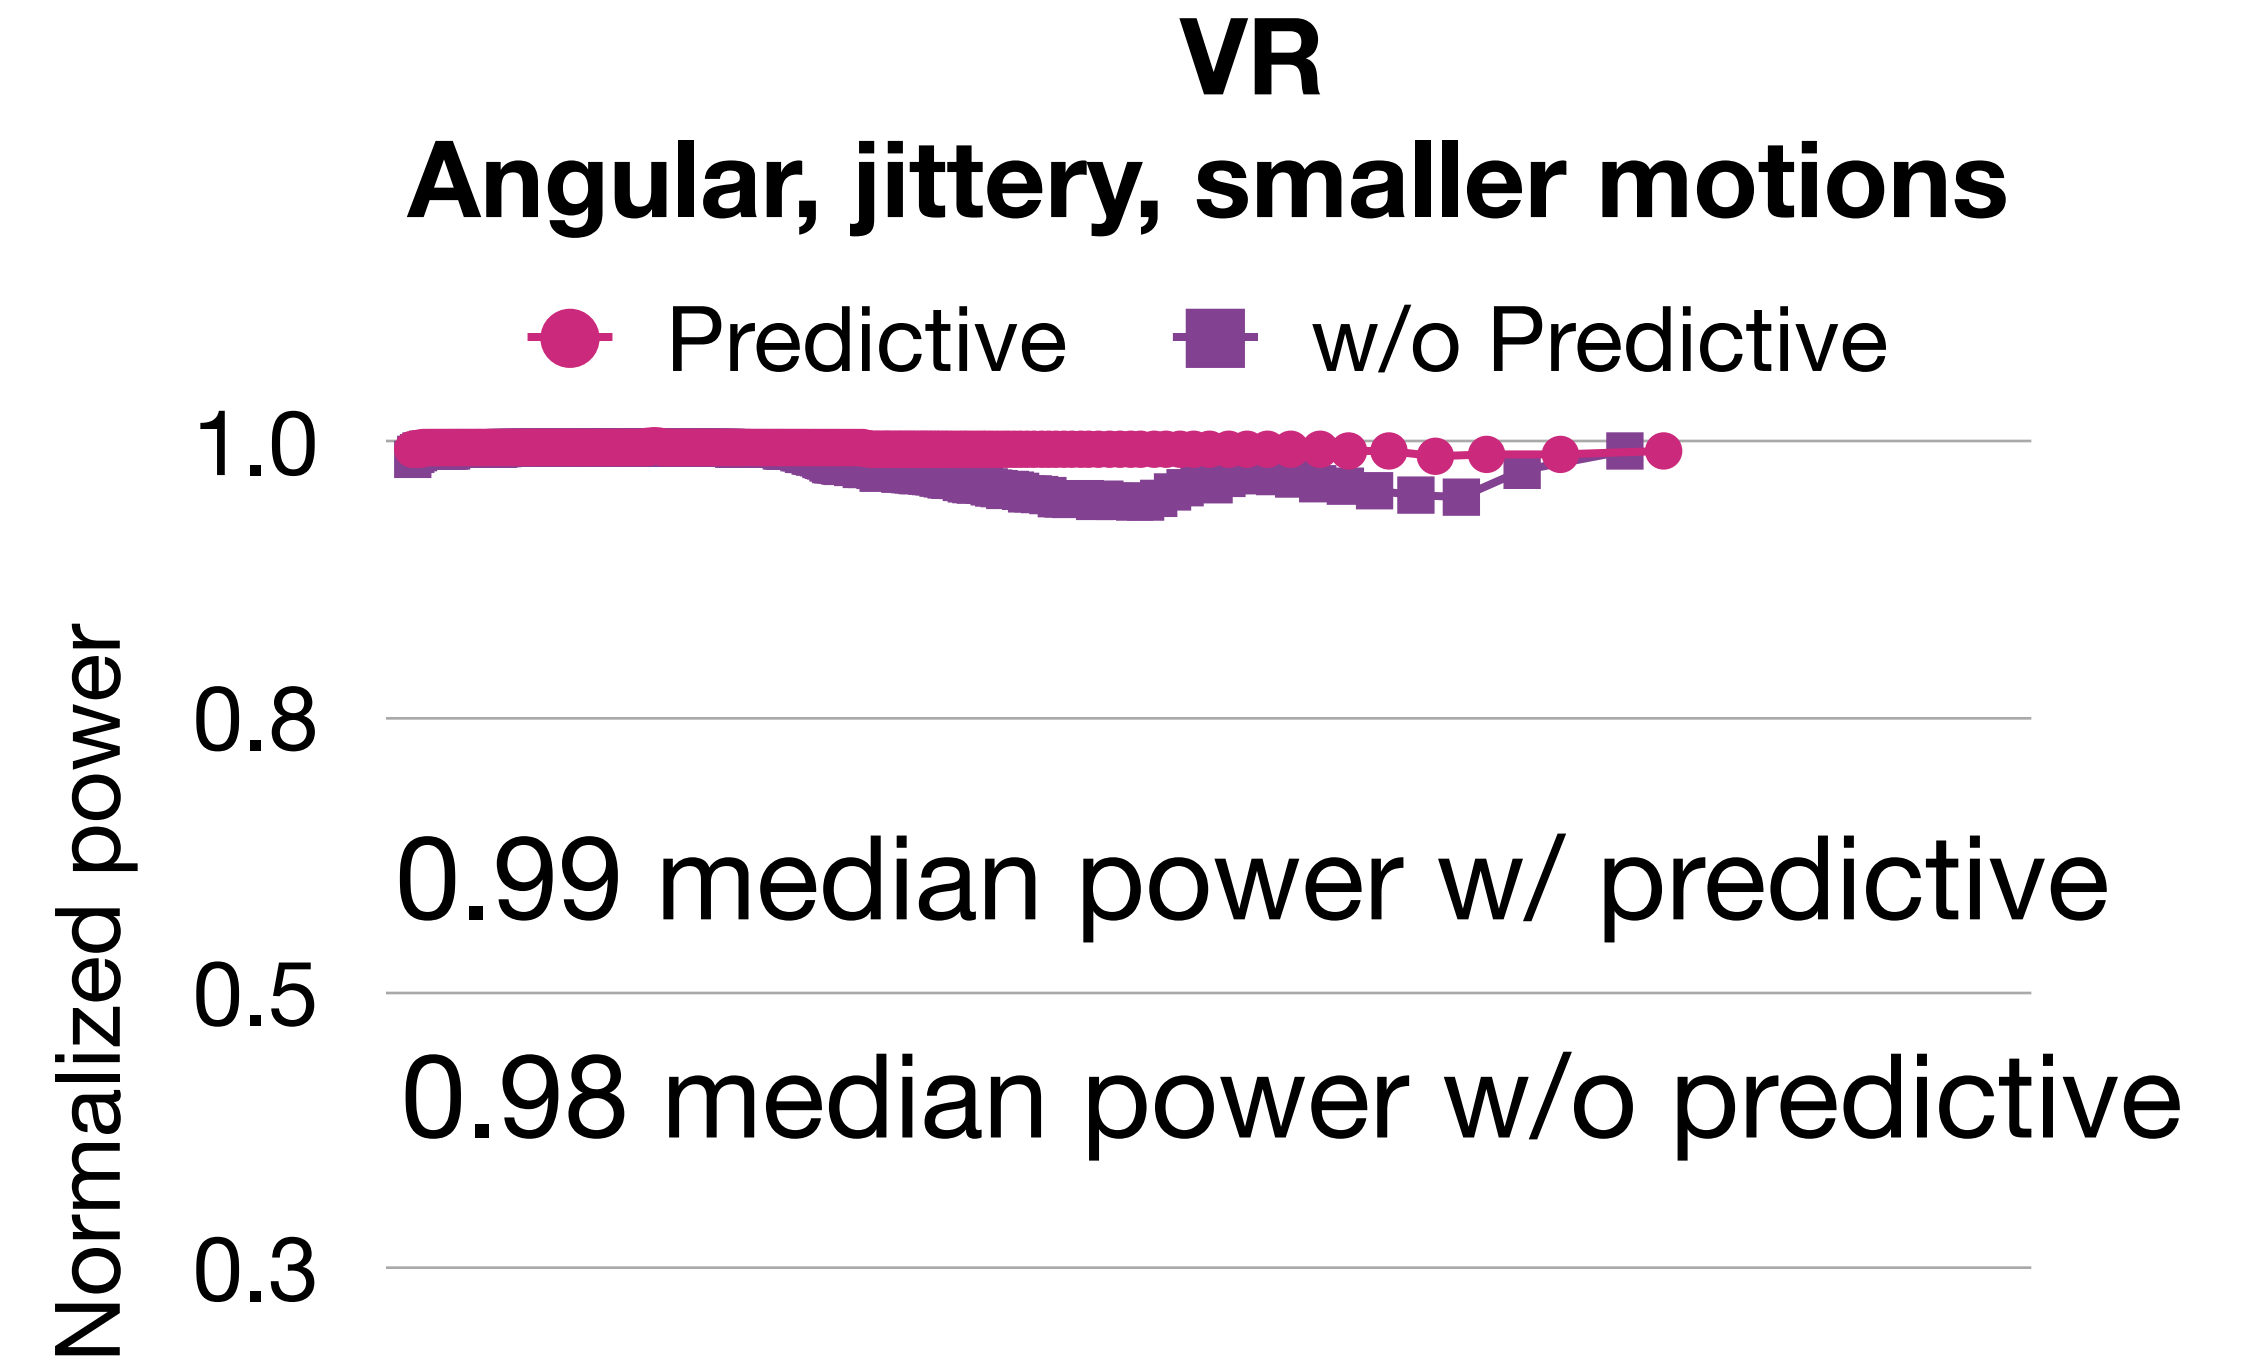 VR
Angular, jittery, smaller motions
Predictive w/o Predictive
1.0
0.8
0.99 median power w/ predictive
0.5
0.98 median power w/o predictive
0.3
Normalized power